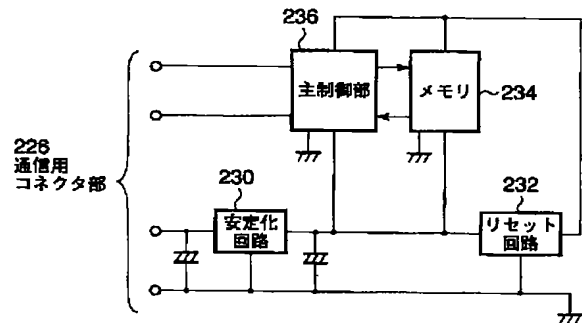 236
主制御部
メモリ
234
226
通信用
コネクタ部
230
安定化
回路
232
リセット
回路